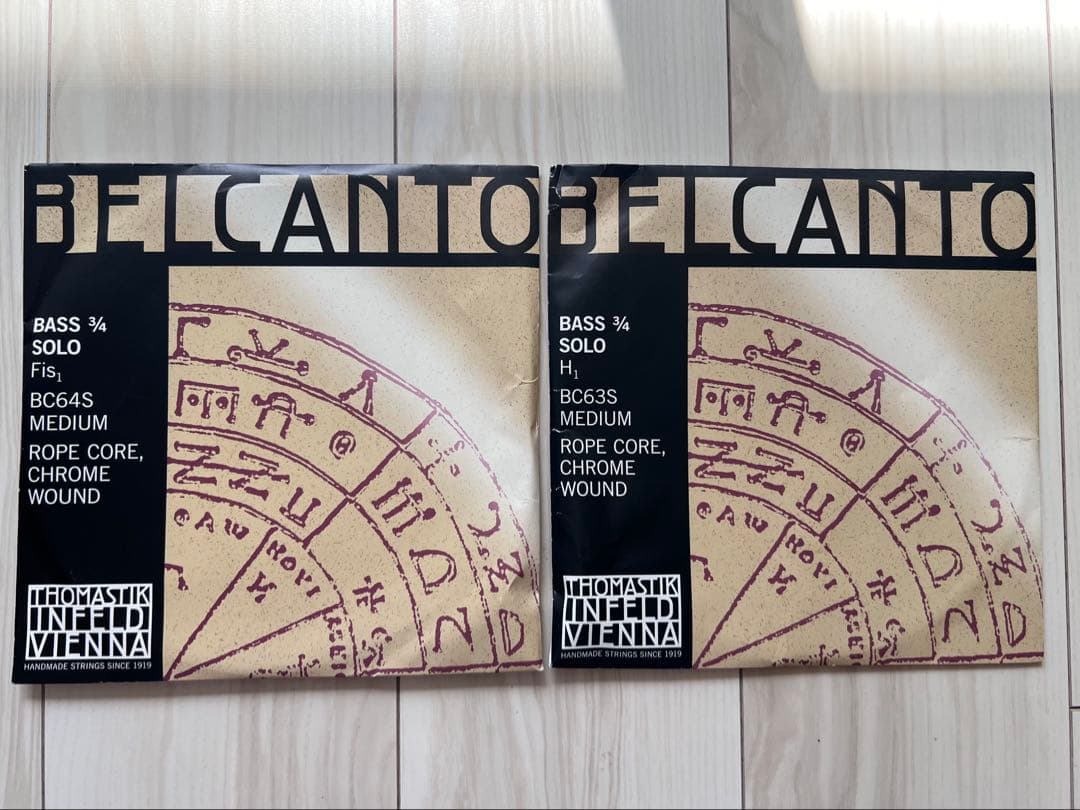 BELCANTO
BASS ¾
SOLO
Fis₁
BC64S
MEDIUM
ROPE CORE,
CHROME
WOUND
THOMASTIK
INFELD
VIENNA
HANDMADE STRINGS SINCE 1919
BELCANTO
BASS ¾
SOLO
H₁
BC63S
MEDIUM
ROPE CORE,
CHROME
WOUND
THOMASTIK
INFELD
VIENNA
HANDMADE STRINGS SINCE 1919